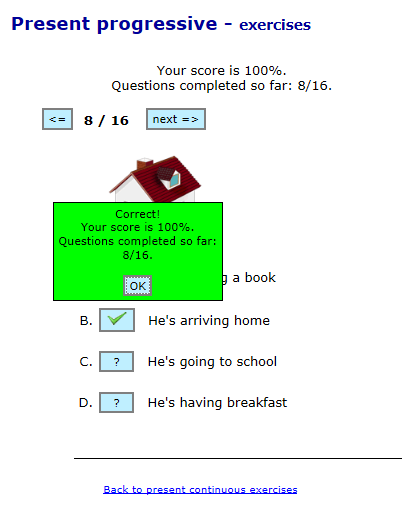 Present progressive - exercises
Your score is 100%.
Questions completed so far: 8/16.
<= 8 / 16 next =>
Correct!
Your score is 100%.
Questions completed so far:
8/16.
OK
a book
B. He's arriving home
C. ? He's going to school
D. ? He's having breakfast
Back to present continuous exercises